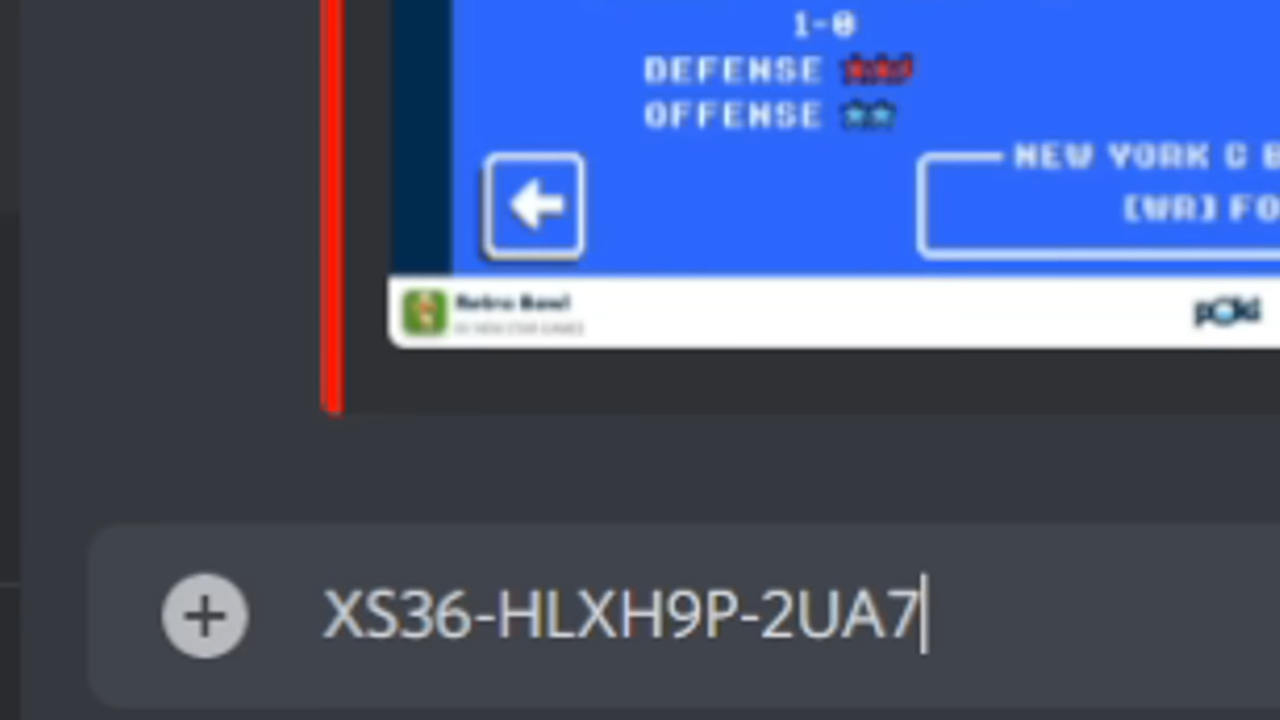 1-0
DEFENSE
OFFENSE
NEW YORK C B
[WR] FO
Retro Bowl
poki
XS36-HLXH9P-2UA7